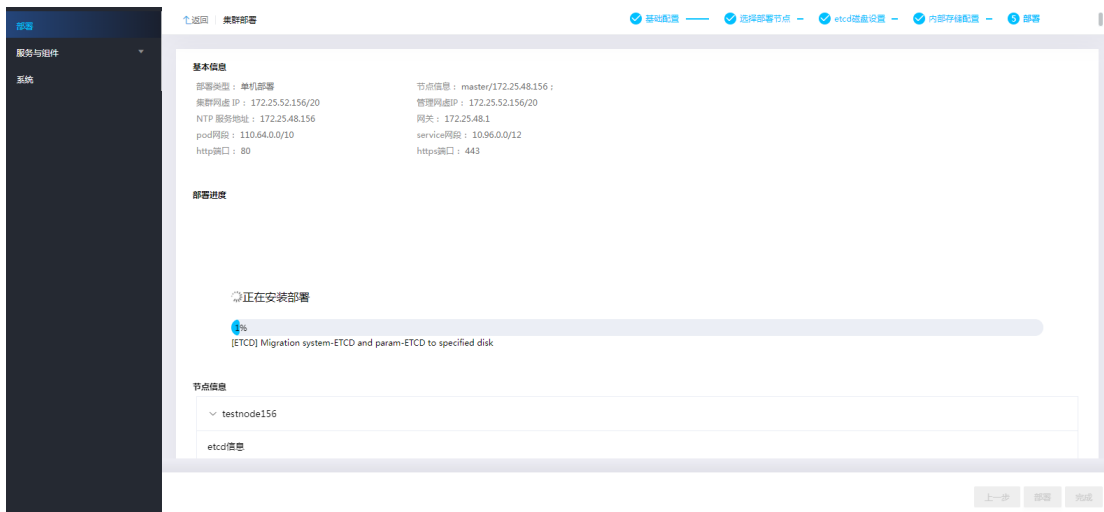 部署
服务与组件
系统
返回 集群部署
基础配置 选择部署节点 etcd磁盘设置 内部存储配置 5 部署
基本信息
部署类型： 单机部署 节点信息： master/172.25.48.156 ;
集群网虚 IP： 172.25.52.156/20 管理网虚IP： 172.25.52.156/20
NTP 服务地址： 172.25.48.156 网关： 172.25.48.1
pod网段： 110.64.0.0/10 service网段： 10.96.0.0/12
http端口： 80 https端口： 443
部署进度
正在安装部署
1%
[ETCD] Migration system-ETCD and param-ETCD to specified disk
节点信息
testnode156
etcd信息
上一步 部署 完成